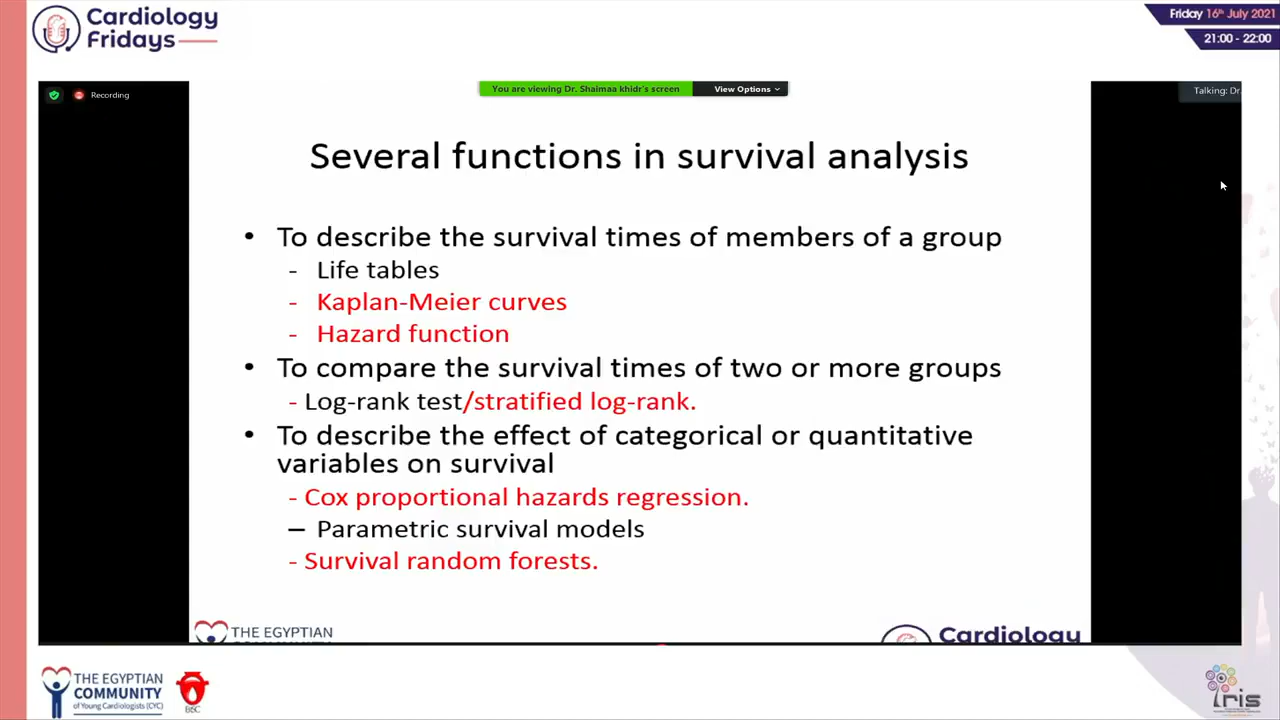 Cardiology
Fridays
Friday 16th July 2021
21:00 - 22:00
Recording
You are viewing Dr. Shaimaa khidr's screen
View Options
Talking: Dr.
Several functions in survival analysis
• To describe the survival times of members of a group
- Life tables
- Kaplan-Meier curves
- Hazard function
• To compare the survival times of two or more groups
- Log-rank test/stratified log-rank.
• To describe the effect of categorical or quantitative
variables on survival
- Cox proportional hazards regression.
– Parametric survival models
- Survival random forests.
THE EGYPTIAN
Cardiology
THE EGYPTIAN
COMMUNITY
of Young Cardiologists (CYC)
IRIS